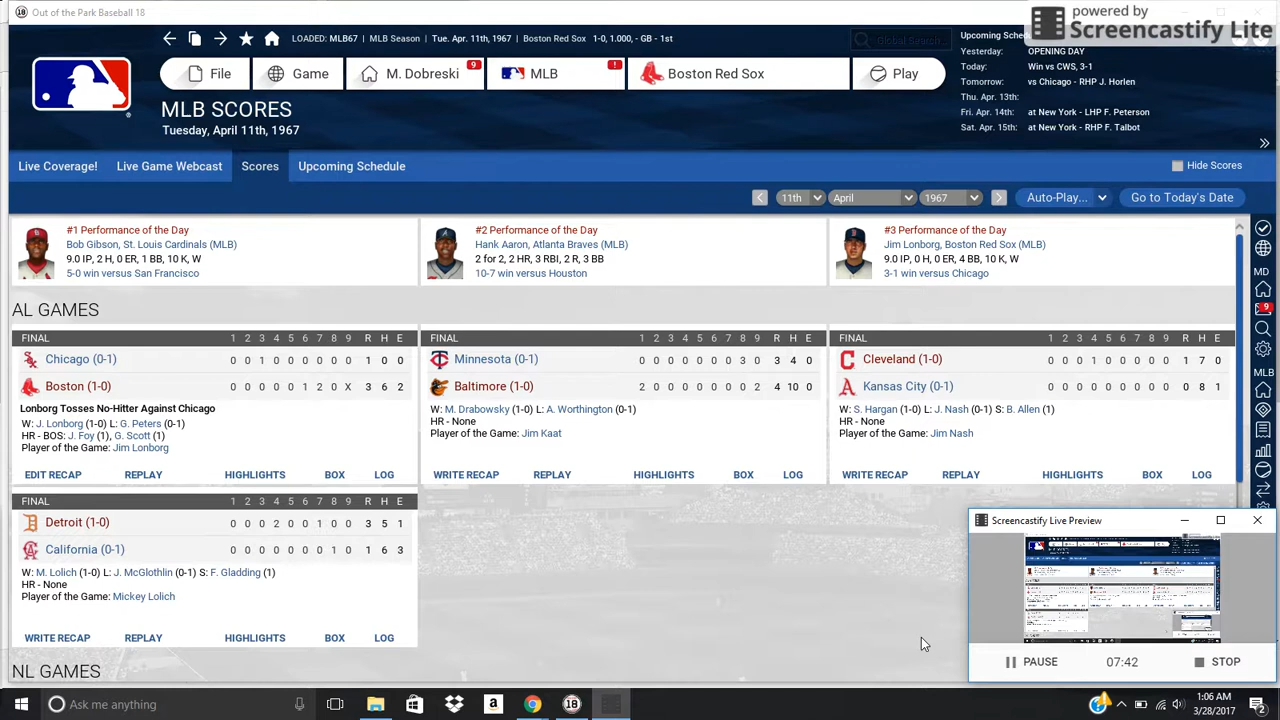 Out of the Park Baseball 18
powered by
Screencastify Lite
LOADED: MLB67 | MLB Season | Tue. Apr. 11th, 1967 | Boston Red Sox 1-0, 1.000, - GB - 1st
Global Search...
File
Game
M. Dobreski
9
MLB
!
Boston Red Sox
Play
Yesterday: OPENING DAY
Today: Win vs CWS, 3-1
Tomorrow: vs Chicago - RHP J. Horlen
Thu. Apr. 13th:
Fri. Apr. 14th: at New York - LHP F. Peterson
Sat. Apr. 15th: at New York - RHP F. Talbot
MLB SCORES
Tuesday, April 11th, 1967
Live Coverage!
Live Game Webcast
Scores
Upcoming Schedule
Hide Scores
11th
April
1967
Auto-Play...
Go to Today's Date
#1 Performance of the Day
Bob Gibson, St. Louis Cardinals (MLB)
9.0 IP, 2 H, 0 ER, 1 BB, 10 K, W
5-0 win versus San Francisco
#2 Performance of the Day
Hank Aaron, Atlanta Braves (MLB)
2 for 2, 2 HR, 3 RBI, 2 R, 3 BB
10-7 win versus Houston
#3 Performance of the Day
Jim Lonborg, Boston Red Sox (MLB)
9.0 IP, 0 H, 0 ER, 4 BB, 10 K, W
3-1 win versus Chicago
AL GAMES
FINAL 1 2 3 4 5 6 7 8 9 R H E
Chicago (0-1) 0 0 1 0 0 0 0 0 0 1 0 0
Boston (1-0) 0 0 0 0 0 1 2 0 X 3 6 2
Lonborg Tosses No-Hitter Against Chicago
W: J. Lonborg (1-0) L: G. Peters (0-1)
HR - BOS: J. Foy (1), G. Scott (1)
Player of the Game: Jim Lonborg
EDIT RECAP REPLAY HIGHLIGHTS BOX LOG
FINAL 1 2 3 4 5 6 7 8 9 R H E
Minnesota (0-1) 0 0 0 0 0 0 0 3 0 3 4 0
Baltimore (1-0) 2 0 0 0 0 0 0 0 2 4 10 0
W: M. Drabowsky (1-0) L: A. Worthington (0-1)
HR - None
Player of the Game: Jim Kaat
WRITE RECAP REPLAY HIGHLIGHTS BOX LOG
FINAL 1 2 3 4 5 6 7 8 9 R H E
Cleveland (1-0) 0 0 0 1 0 0 0 0 0 1 7 0
Kansas City (0-1) 0 0 0 0 0 0 0 0 0 0 8 1
W: S. Hargan (1-0) L: J. Nash (0-1) S: B. Allen (1)
HR - None
Player of the Game: Jim Nash
WRITE RECAP REPLAY HIGHLIGHTS BOX LOG
FINAL 1 2 3 4 5 6 7 8 9 R H E
Detroit (1-0) 0 0 0 2 0 0 1 0 0 3 5 1
California (0-1) 0 0 0 0 0 0 0 1 0 1 6 3
W: M. Lolich (1-0) L: J. McGlothlin (0-1) S: F. Gladding (1)
HR - None
Player of the Game: Mickey Lolich
WRITE RECAP REPLAY HIGHLIGHTS BOX LOG
NL GAMES
MD
9
MLB
Screencastify Live Preview
PAUSE
07:42
STOP
Ask me anything
18
1:06 AM
3/28/2017
2